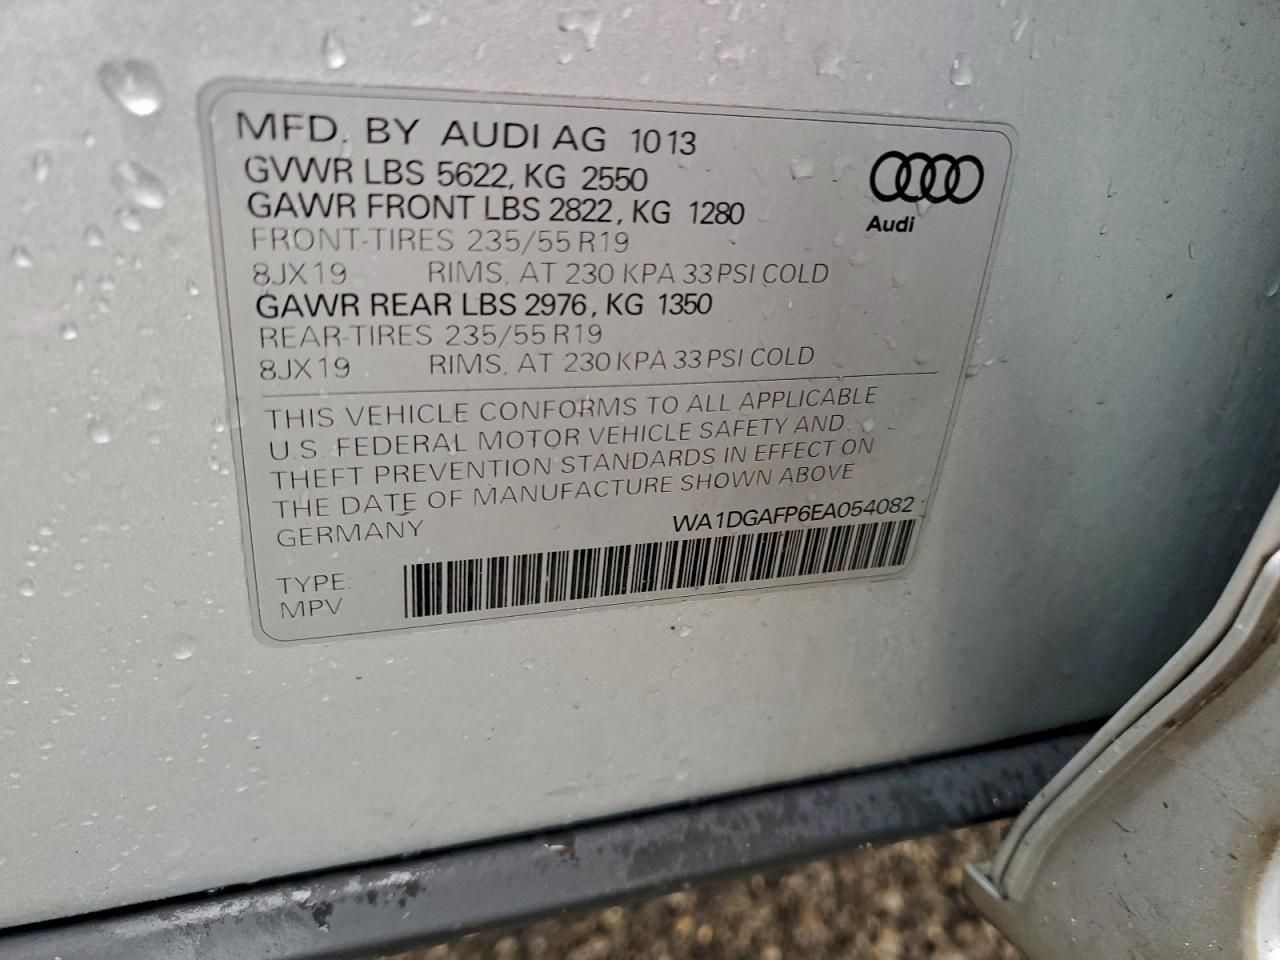 MFD. BY AUDI AG 10 13
GVWR LBS 5622, KG 2550
GAWR FRONT LBS 2822, KG 1280
FRONT-TIRES 235/55 R19
8JX19 RIMS, AT 230 KPA 33 PSI COLD
GAWR REAR LBS 2976, KG 1350
REAR-TIRES 235/55 R19
8JX19 RIMS, AT 230 KPA 33 PSI COLD
Audi
THIS VEHICLE CONFORMS TO ALL APPLICABLE
U.S. FEDERAL MOTOR VEHICLE SAFETY AND
THEFT PREVENTION STANDARDS IN EFFECT ON
THE DATE OF MANUFACTURE SHOWN ABOVE
GERMANY WA1DGAFP6EA054082
TYPE:
MPV